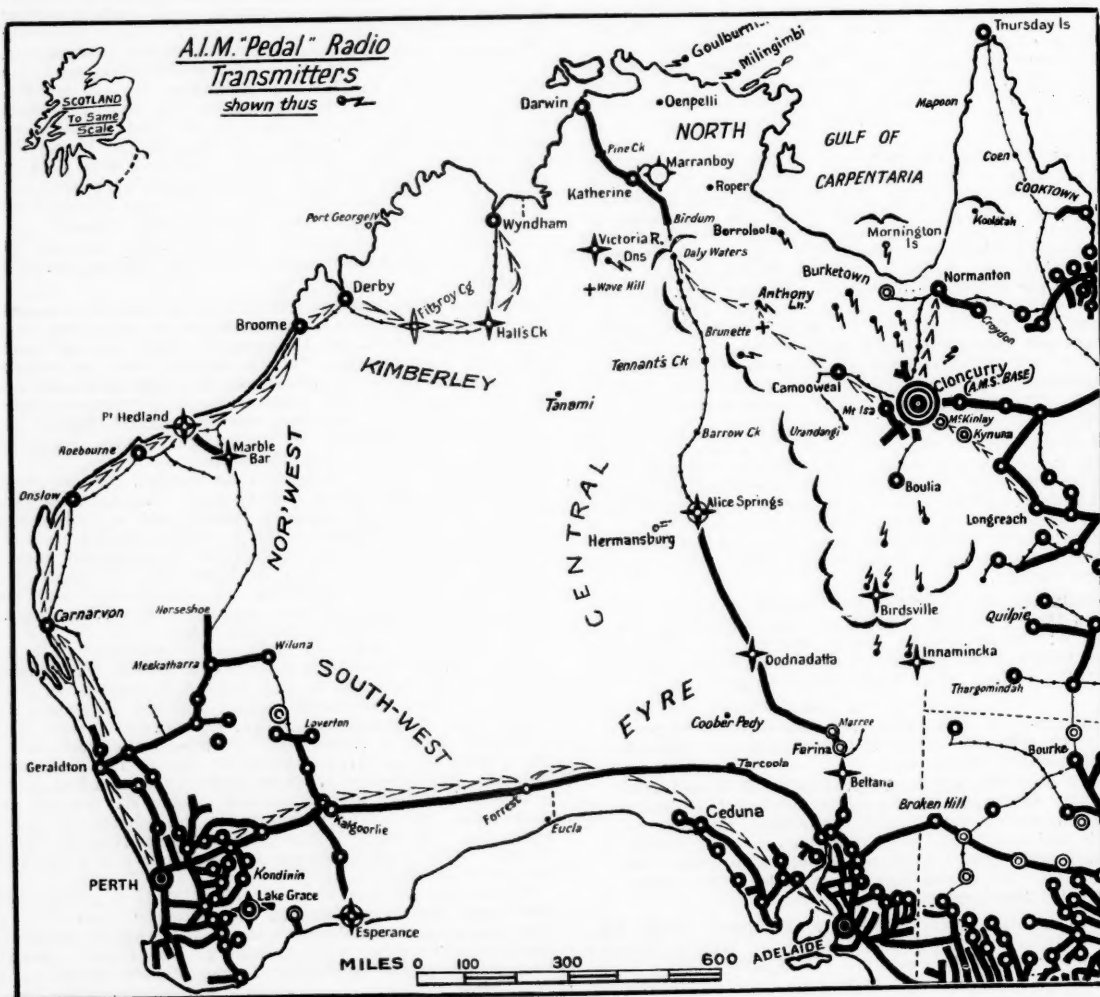 A.I.M. "Pedal" Radio
Transmitters
shown thus
SCOTLAND
To Same
Scale
Thursday Is
Milingimbi
Darwin
Oenpelli
Mapoon
NORTH
GULF OF
CARPENTARIA
Pine Ck
Marranboy
Coen
Katherine
Roper
COOKTOWN
Port George IV
Wyndham
Birdum
Koolatah
Victoria R.
Dns
Borroloola
Mornington
Is
Daly Waters
Wave Hill
Burketown
Normanton
Derby
Fitzroy Cg
Anthony
Ln.
Broome
Hall's Ck
Brunette
Croydon
KIMBERLEY
Tennant's Ck
Camooweal
Cloncurry
(A.M.S. BASE)
Tanami
Mt Isa
McKinlay
Pt Hedland
Urandangi
Kynuna
Roebourne
Marble
Bar
Barrow Ck
Onslow
NOR'WEST
CENTRAL
Boulia
Alice Springs
Longreach
Hermansburg
Carnarvon
Horseshoe
Birdsville
Quilpie
Meekatharra
Wiluna
Oodnadatta
Innamincka
SOUTH-WEST
EYRE
Thargomindah
Laverton
Coober Pedy
Marree
Farina
Bourke
Geraldton
Tarcoola
Beltana
Forrest
Kalgoorlie
Eucla
Ceduna
Broken Hill
PERTH
Kondinin
Lake Grace
Esperance
ADELAIDE
MILES 0 100 300 600